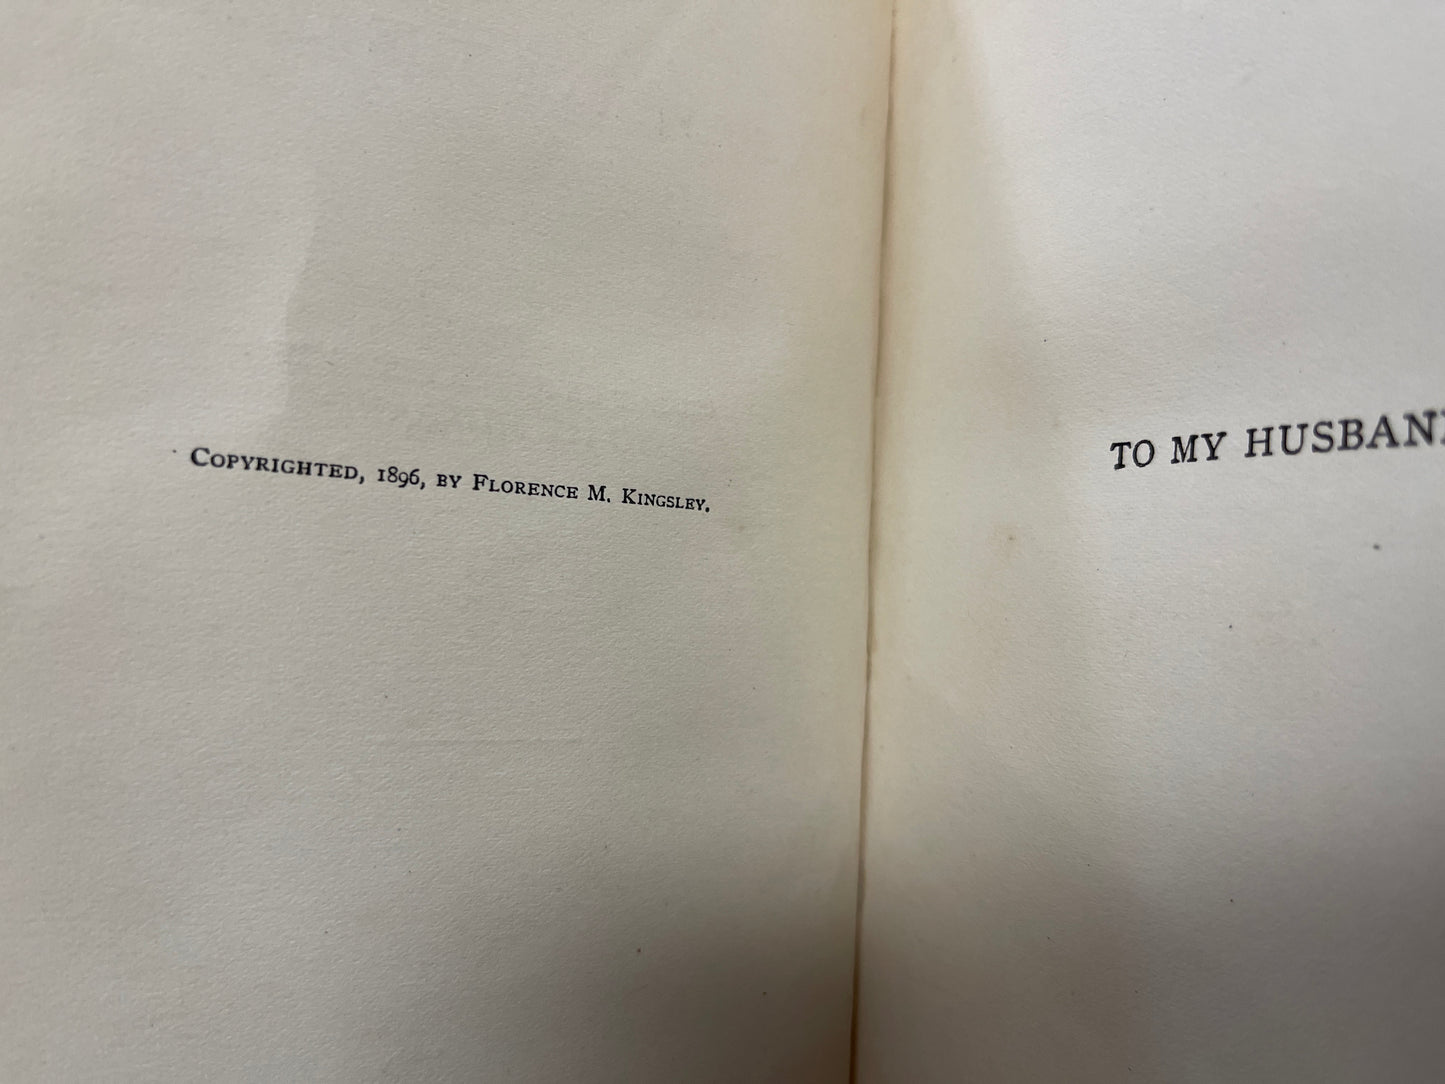 Copyrighted, 1896, by Florence M. Kingsley.
TO MY HUSBAN